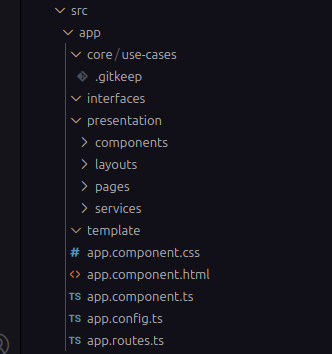 src
app
core / use-cases
.gitkeep
interfaces
presentation
components
layouts
pages
services
template
# app.component.css
<> app.component.html
TS app.component.ts
TS app.config.ts
TS app.routes.ts